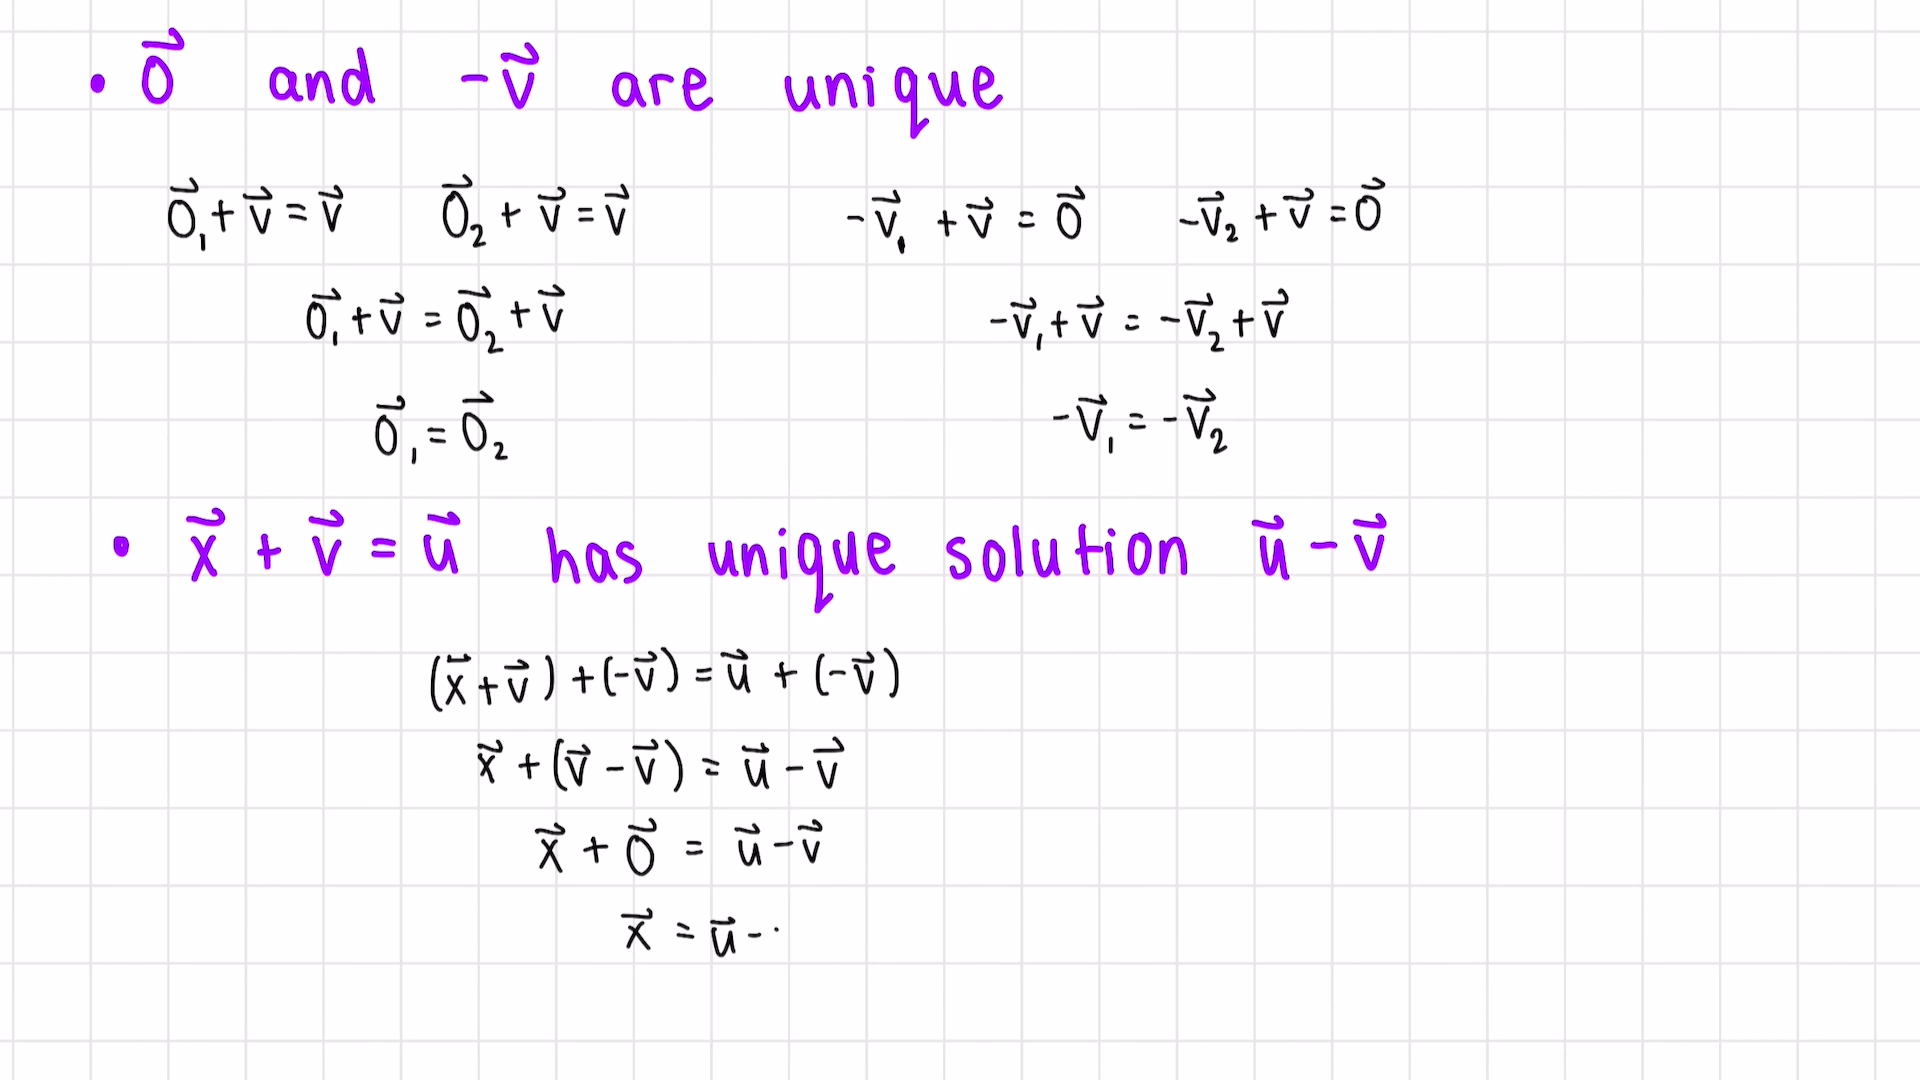 • 0⃗ and -v⃗ are unique
0⃗₁ + v⃗ = v⃗ 0⃗₂ + v⃗ = v⃗ -v⃗₁ + v⃗ = 0⃗ -v⃗₂ + v⃗ = 0⃗
0⃗₁ + v⃗ = 0⃗₂ + v⃗ -v⃗₁ + v⃗ = -v⃗₂ + v⃗
0⃗₁ = 0⃗₂ -v⃗₁ = -v⃗₂
• x⃗ + v⃗ = u⃗ has unique solution u⃗ - v⃗
(x⃗ + v⃗) + (-v⃗) = u⃗ + (-v⃗)
x⃗ + (v⃗ - v⃗) = u⃗ - v⃗
x⃗ + 0⃗ = u⃗ - v⃗
x⃗ = u⃗ -